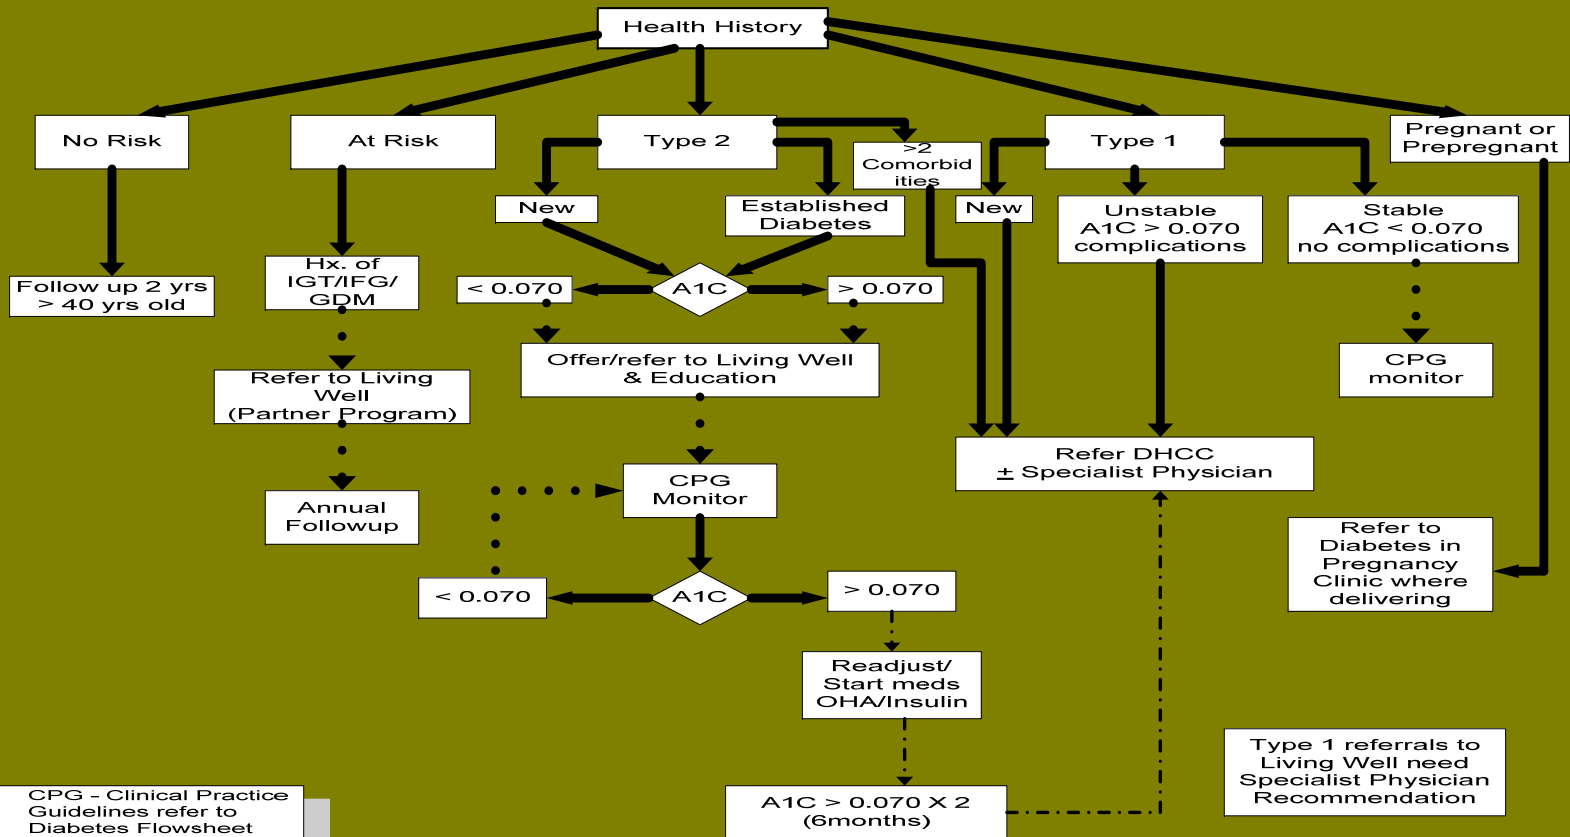 Health History
No Risk
At Risk
Type 2
>2
Comorbid
ities
Type 1
Pregnant or
Prepregnant
New
Established
Diabetes
New
Unstable
A1C > 0.070
complications
Stable
A1C < 0.070
no complications
Follow up 2 yrs
> 40 yrs old
Hx. of
IGT/IFG/
GDM
< 0.070
A1C
> 0.070
Offer/refer to Living Well
& Education
CPG
monitor
Refer to Living
Well
(Partner Program)
Refer DHCC
± Specialist Physician
CPG
Monitor
Annual
Followup
Refer to
Diabetes in
Pregnancy
Clinic where
delivering
< 0.070
A1C
> 0.070
Readjust/
Start meds
OHA/Insulin
Type 1 referrals to
Living Well need
Specialist Physician
Recommendation
CPG - Clinical Practice
Guidelines refer to
Diabetes Flowsheet
A1C > 0.070 X 2
(6months)